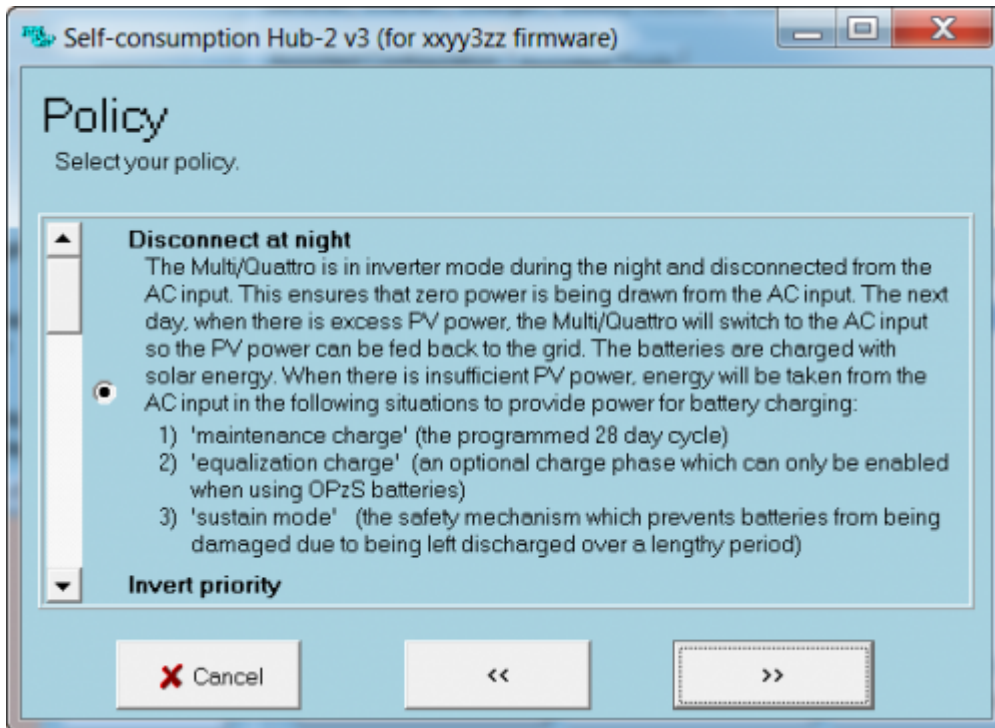 Self-consumption Hub-2 v3 (for xxyy3zz firmware)
Policy
Select your policy.
Disconnect at night
The Multi/Quattro is in inverter mode during the night and disconnected from the
AC input. This ensures that zero power is being drawn from the AC input. The next
day, when there is excess PV power, the Multi/Quattro will switch to the AC input
so the PV power can be fed back to the grid. The batteries are charged with
solar energy. When there is insufficient PV power, energy will be taken from the
AC input in the following situations to provide power for battery charging:
1) 'maintenance charge' (the programmed 28 day cycle)
2) 'equalization charge' (an optional charge phase which can only be enabled
when using OPzS batteries)
3) 'sustain mode' (the safety mechanism which prevents batteries from being
damaged due to being left discharged over a lengthy period)
Invert priority
Cancel
<<
>>